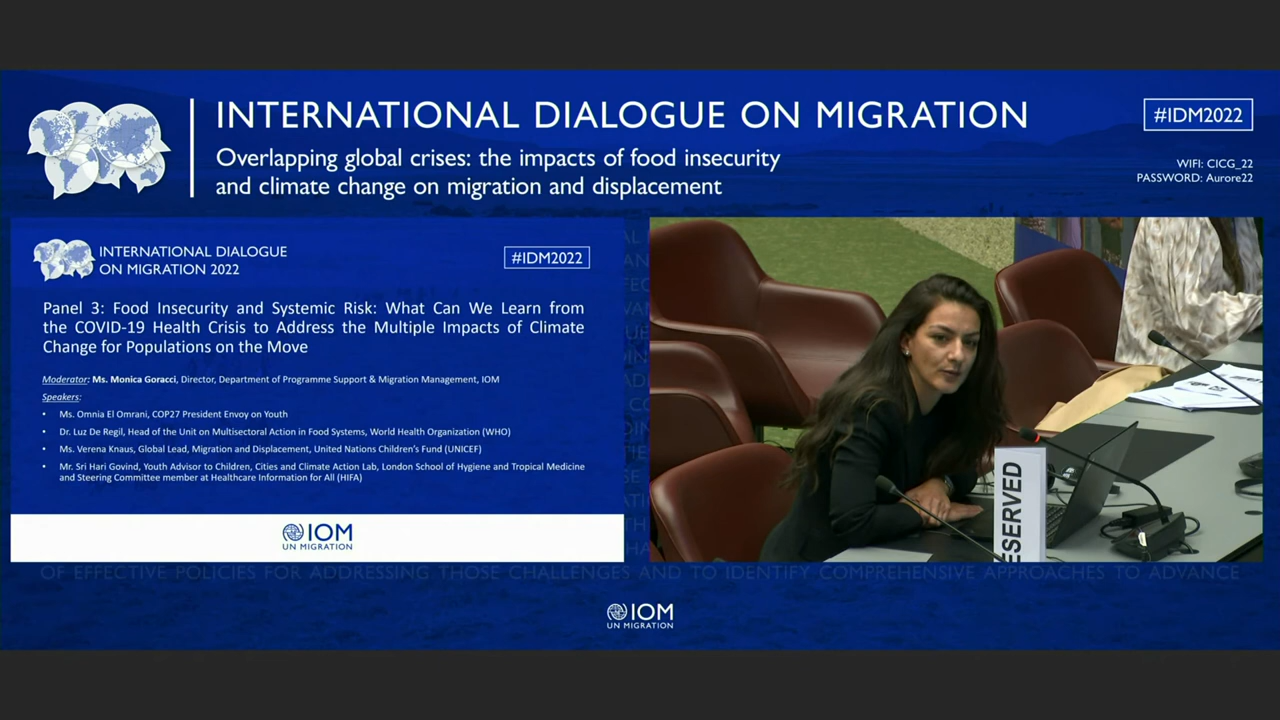 INTERNATIONAL DIALOGUE ON MIGRATION
Overlapping global crises: the impacts of food insecurity
and climate change on migration and displacement
#IDM2022
WIFI: CICG_22
PASSWORD: Aurore22
INTERNATIONAL DIALOGUE
ON MIGRATION 2022
#IDM2022
Panel 3: Food Insecurity and Systemic Risk: What Can We Learn from
the COVID-19 Health Crisis to Address the Multiple Impacts of Climate
Change for Populations on the Move
Moderator: Ms. Monica Goracci, Director, Department of Programme Support & Migration Management, IOM
Speakers:
• Ms. Omnia El Omrani, COP27 President Envoy on Youth
• Dr. Luz De Regil, Head of the Unit on Multisectoral Action in Food Systems, World Health Organization (WHO)
• Ms. Verena Knaus, Global Lead, Migration and Displacement, United Nations Children's Fund (UNICEF)
• Mr. Sri Hari Govind, Youth Advisor to Children, Cities and Climate Action Lab, London School of Hygiene and Tropical Medicine
and Steering Committee member at Healthcare Information for All (HIFA)
IOM
UN MIGRATION
ESERVED
OF EFFECTIVE POLICIES FOR ADDRESSING THOSE CHALLENGES AND TO IDENTIFY COMPREHENSIVE APPROACHES TO ADVANCE
IOM
UN MIGRATION